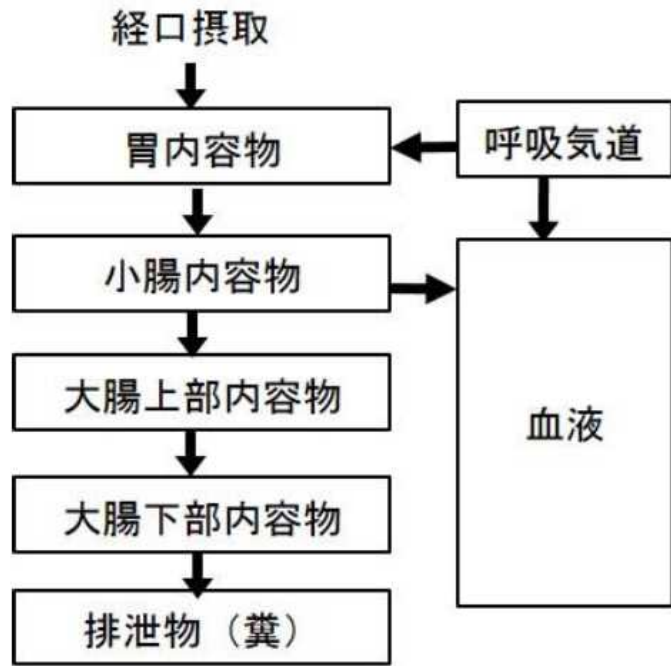 経口摂取
胃内容物
呼吸気道
小腸内容物
大腸上部内容物
血液
大腸下部内容物
排泄物（糞）